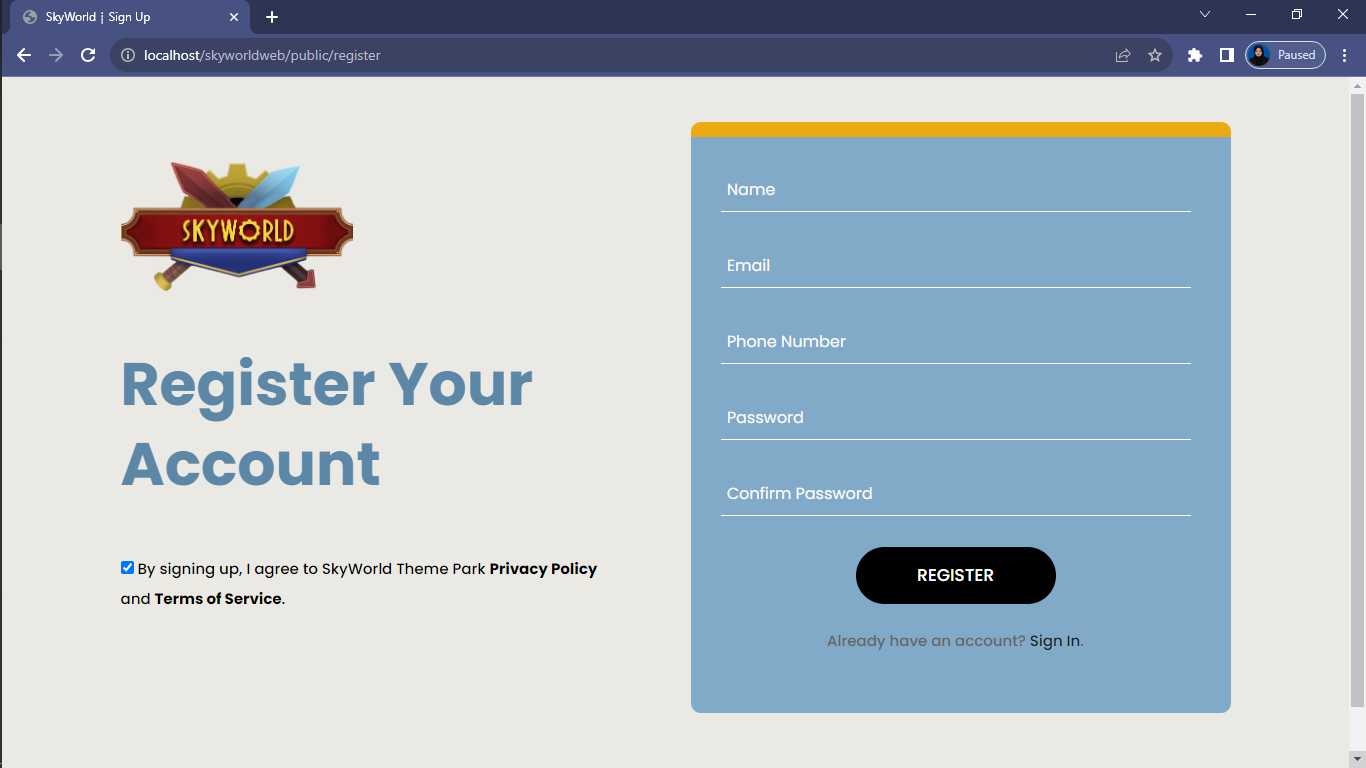 SkyWorld | Sign Up
localhost/skyworldweb/public/register
Paused
SKYWORLD
Register Your
Account
By signing up, I agree to SkyWorld Theme Park Privacy Policy
and Terms of Service.
Name
Email
Phone Number
Password
Confirm Password
REGISTER
Already have an account? Sign In.